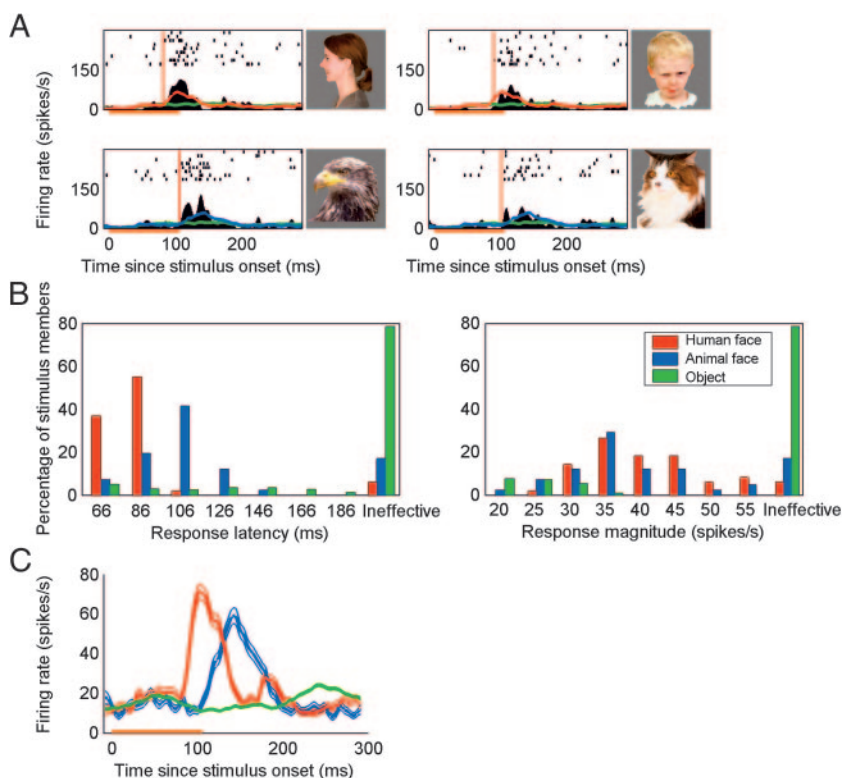 A
Firing rate (spikes/s)
150
0
150
0
150
0
150
0
0 100 200
0 100 200
Time since stimulus onset (ms)
Time since stimulus onset (ms)
B
Percentage of stimulus members
80
60
40
20
0
66 86 106 126 146 166 186 Ineffective
Response latency (ms)
80
60
40
20
0
Human face
Animal face
Object
20 25 30 35 40 45 50 55 Ineffective
Response magnitude (spikes/s)
C
Firing rate (spikes/s)
80
60
40
20
0
0 100 200 300
Time since stimulus onset (ms)